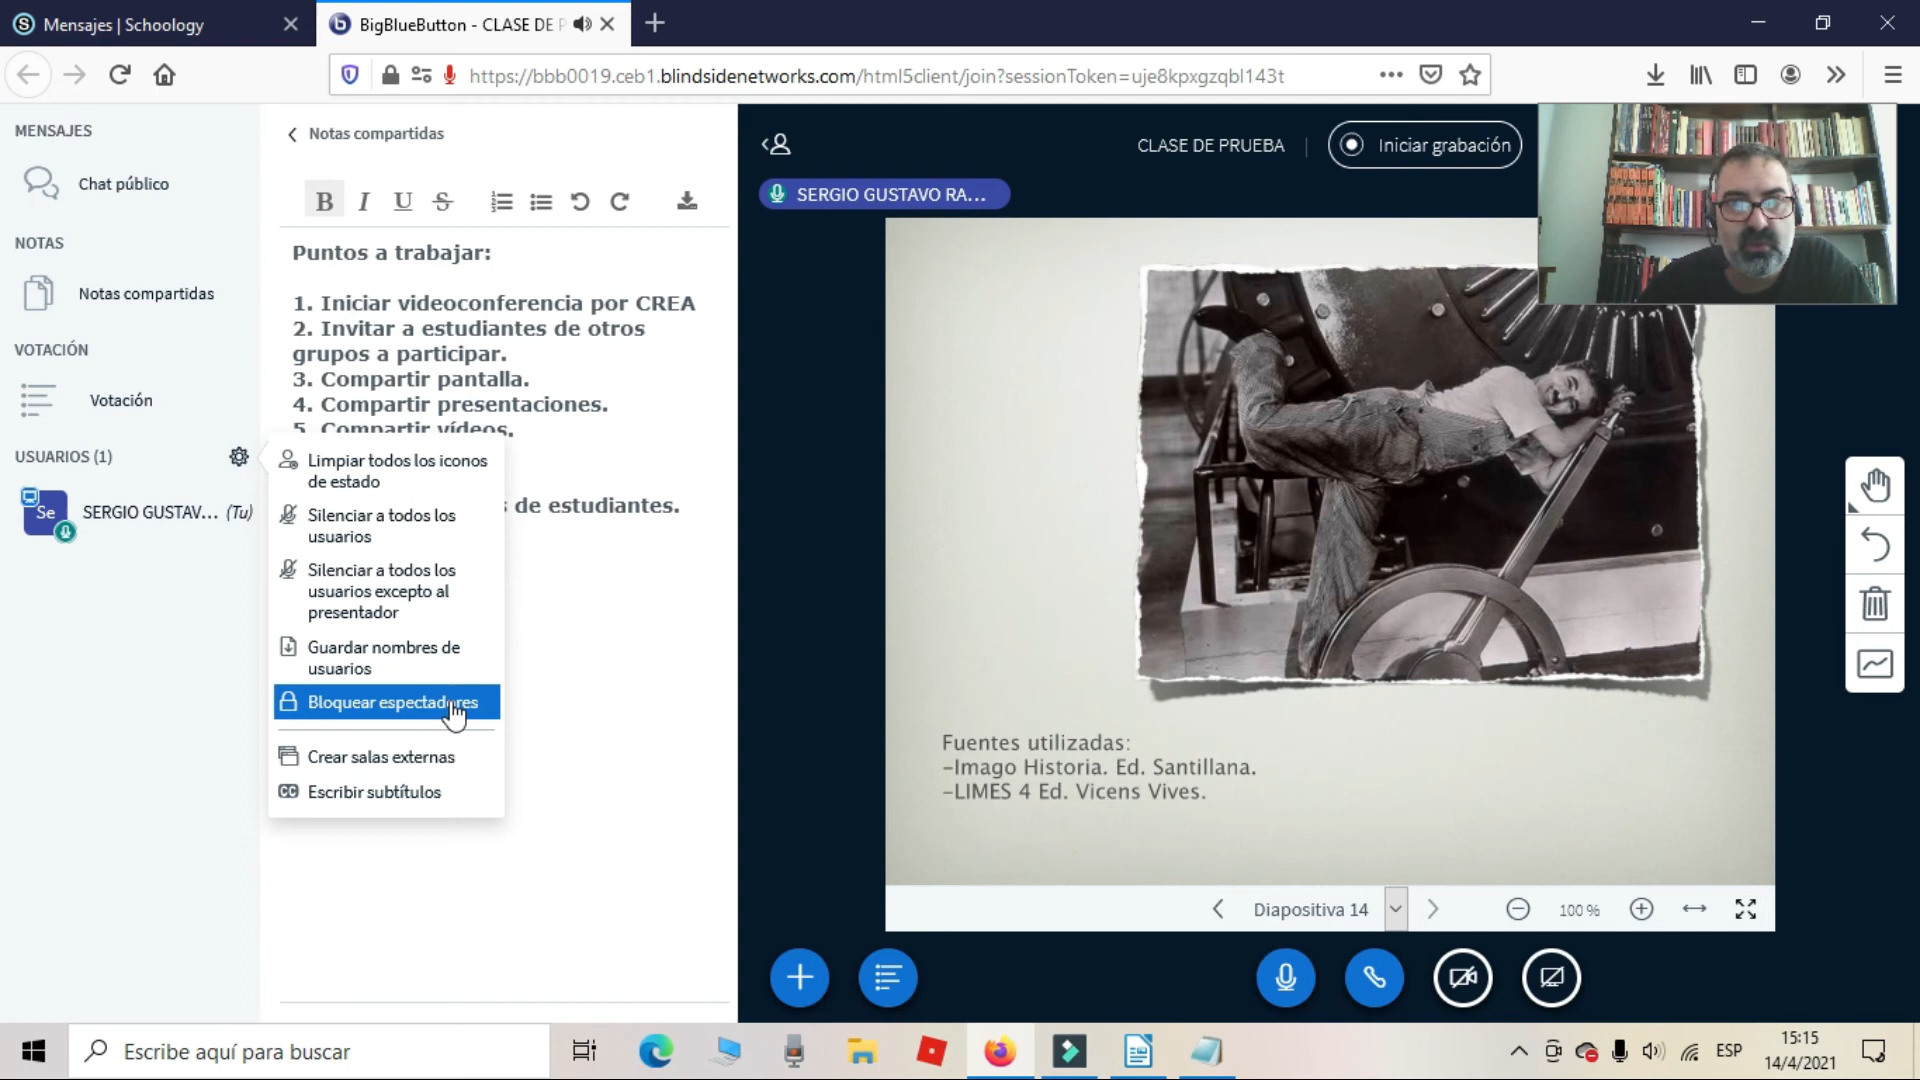 Mensajes | Schoology
BigBlueButton - CLASE DE P
https://bbb0019.ceb1.blindsidenetworks.com/html5client/join?sessionToken=uje8kpxgzqbl143t
MENSAJES
Chat público
NOTAS
Notas compartidas
VOTACIÓN
Votación
USUARIOS (1)
Se
SERGIO GUSTAV... (Tu)
Notas compartidas
B I U S
Puntos a trabajar:
1. Iniciar videoconferencia por CREA
2. Invitar a estudiantes de otros
grupos a participar.
3. Compartir pantalla.
4. Compartir presentaciones.
5. Compartir vídeos.
s de estudiantes.
Limpiar todos los iconos
de estado
Silenciar a todos los
usuarios
Silenciar a todos los
usuarios excepto al
presentador
Guardar nombres de
usuarios
Bloquear espectadores
Crear salas externas
CC Escribir subtítulos
CLASE DE PRUEBA
Iniciar grabación
SERGIO GUSTAVO RA...
Fuentes utilizadas:
-Imago Historia. Ed. Santillana.
-LIMES 4 Ed. Vicens Vives.
Diapositiva 14
100 %
Escribe aquí para buscar
ESP
15:15
14/4/2021